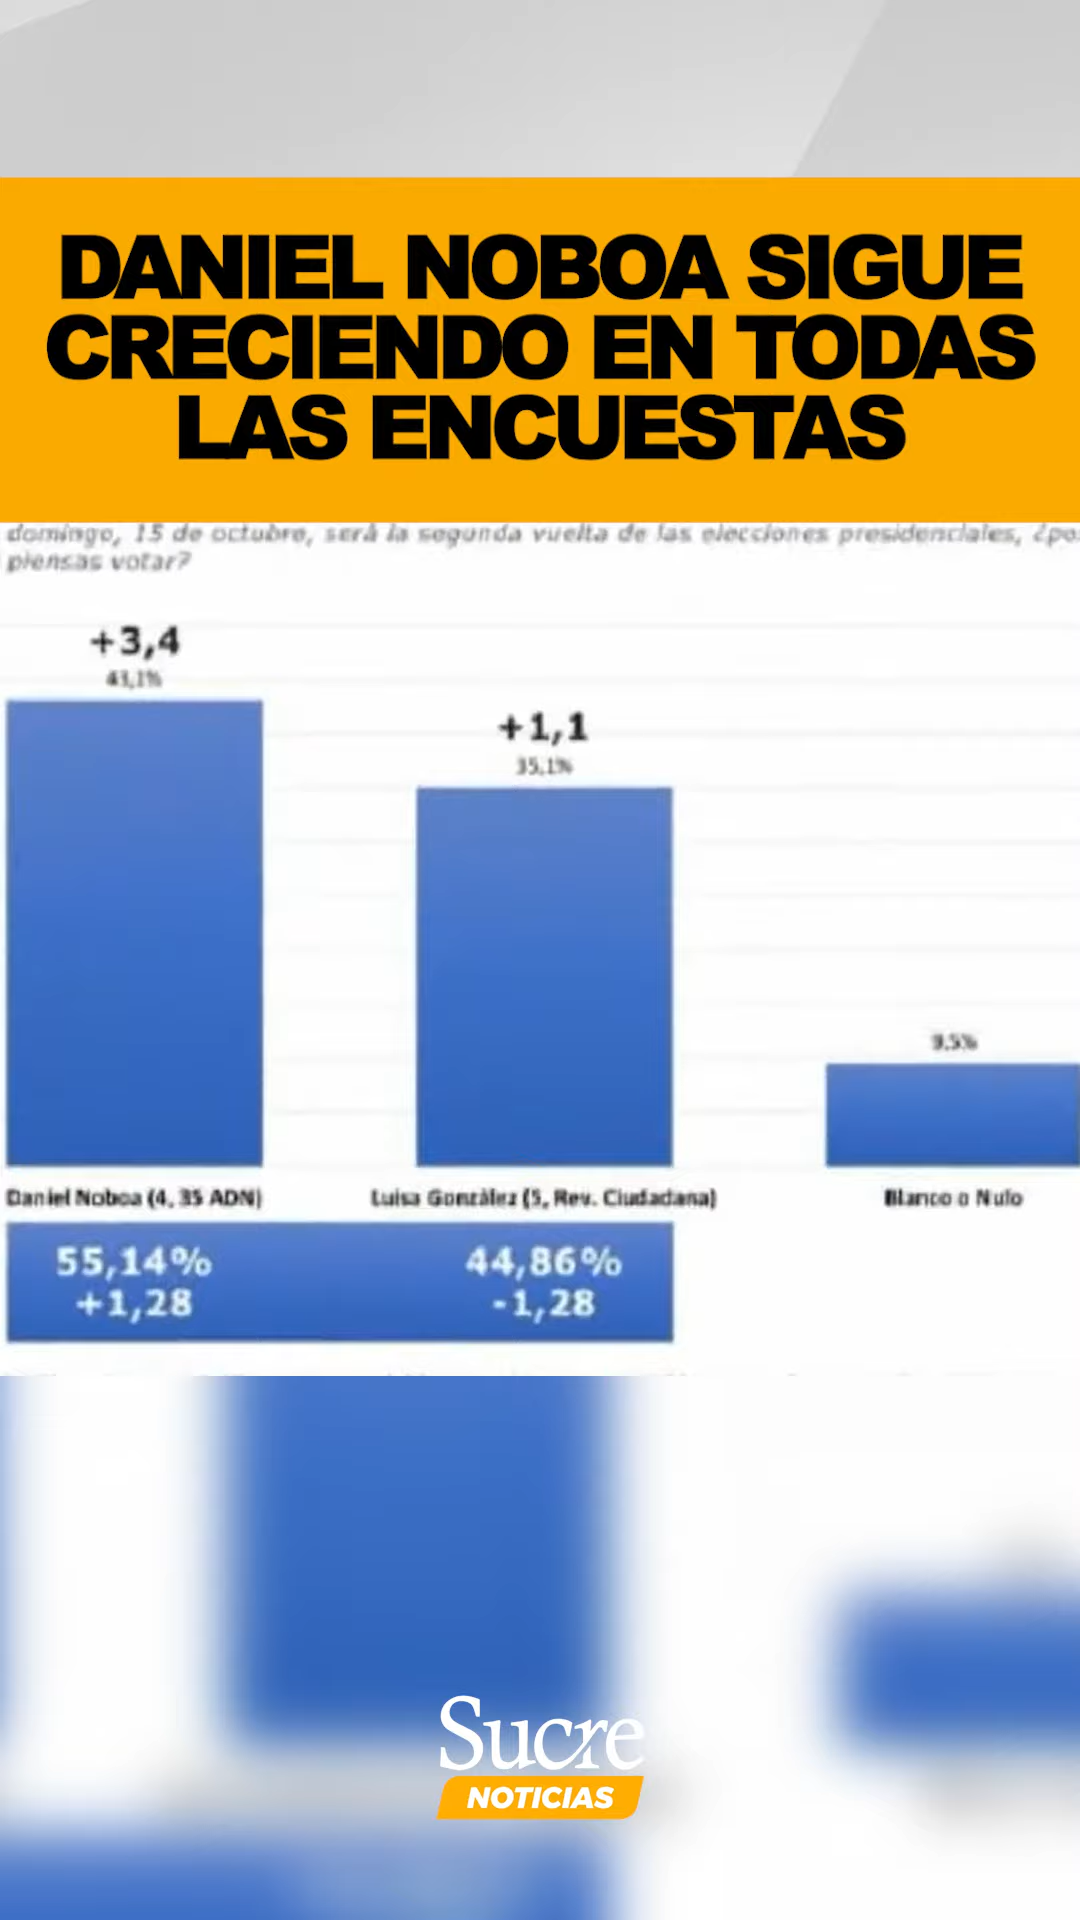 DANIEL NOBOA SIGUE
CRECIENDO EN TODAS
LAS ENCUESTAS
domingo, 15 de octubre, será la segunda vuelta de las elecciones presidenciales, ¿po
piensas votar?
+3,4
43,1%
+1,1
35,1%
9,5%
Daniel Noboa (4, 35 ADN)
Luisa González (5, Rev. Ciudadana)
Blanco o Nulo
55,14%
44,86%
+1,28
-1,28
Sucre
NOTICIAS